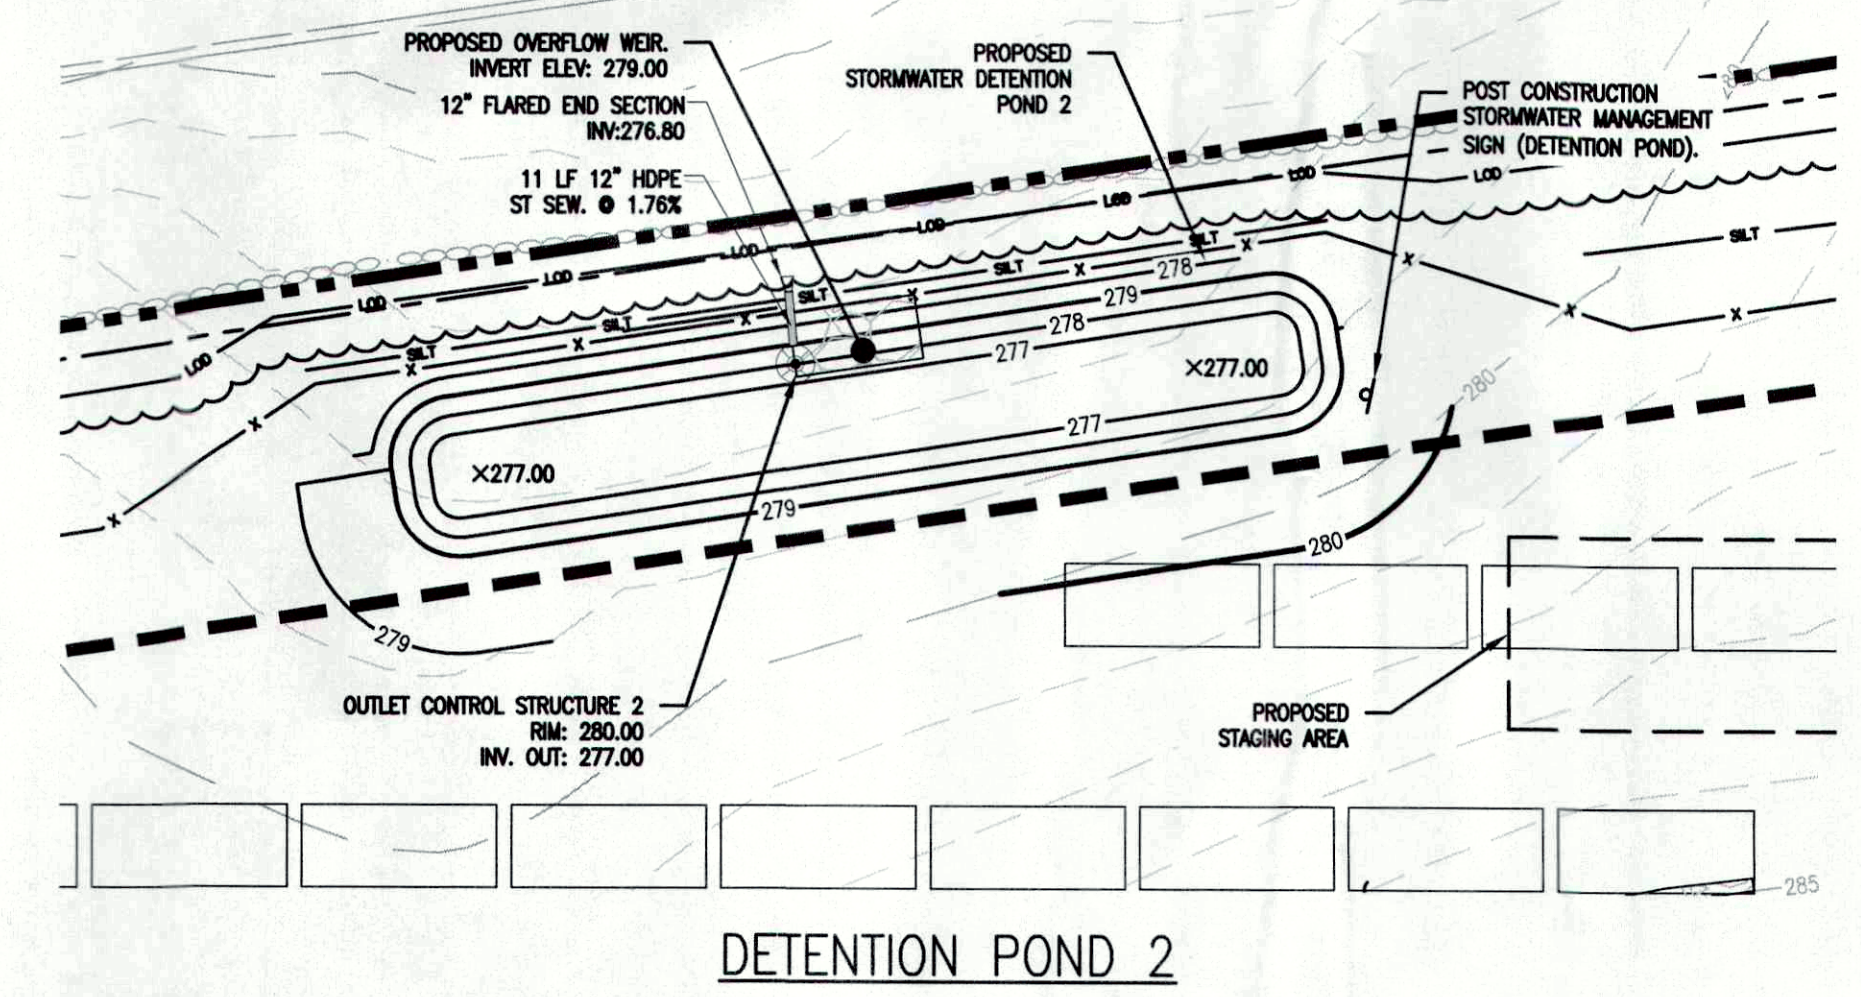 PROPOSED OVERFLOW WEIR.
INVERT ELEV: 279.00
12" FLARED END SECTION
INV:276.80
11 LF 12" HDPE
ST SEW. @ 1.76%
PROPOSED
STORMWATER DETENTION
POND 2
POST CONSTRUCTION
STORMWATER MANAGEMENT
SIGN (DETENTION POND).
280
LOD
LOD
LOD
LOD
LOD
LOD
LOD
SILT
SILT
SILT
SILT
SILT
SILT
X
X
X
X
X
X
X
X
X
X
X
278
279
278
277
×277.00
277
×277.00
279
280
280
279
OUTLET CONTROL STRUCTURE 2
RIM: 280.00
INV. OUT: 277.00
PROPOSED
STAGING AREA
285
DETENTION POND 2